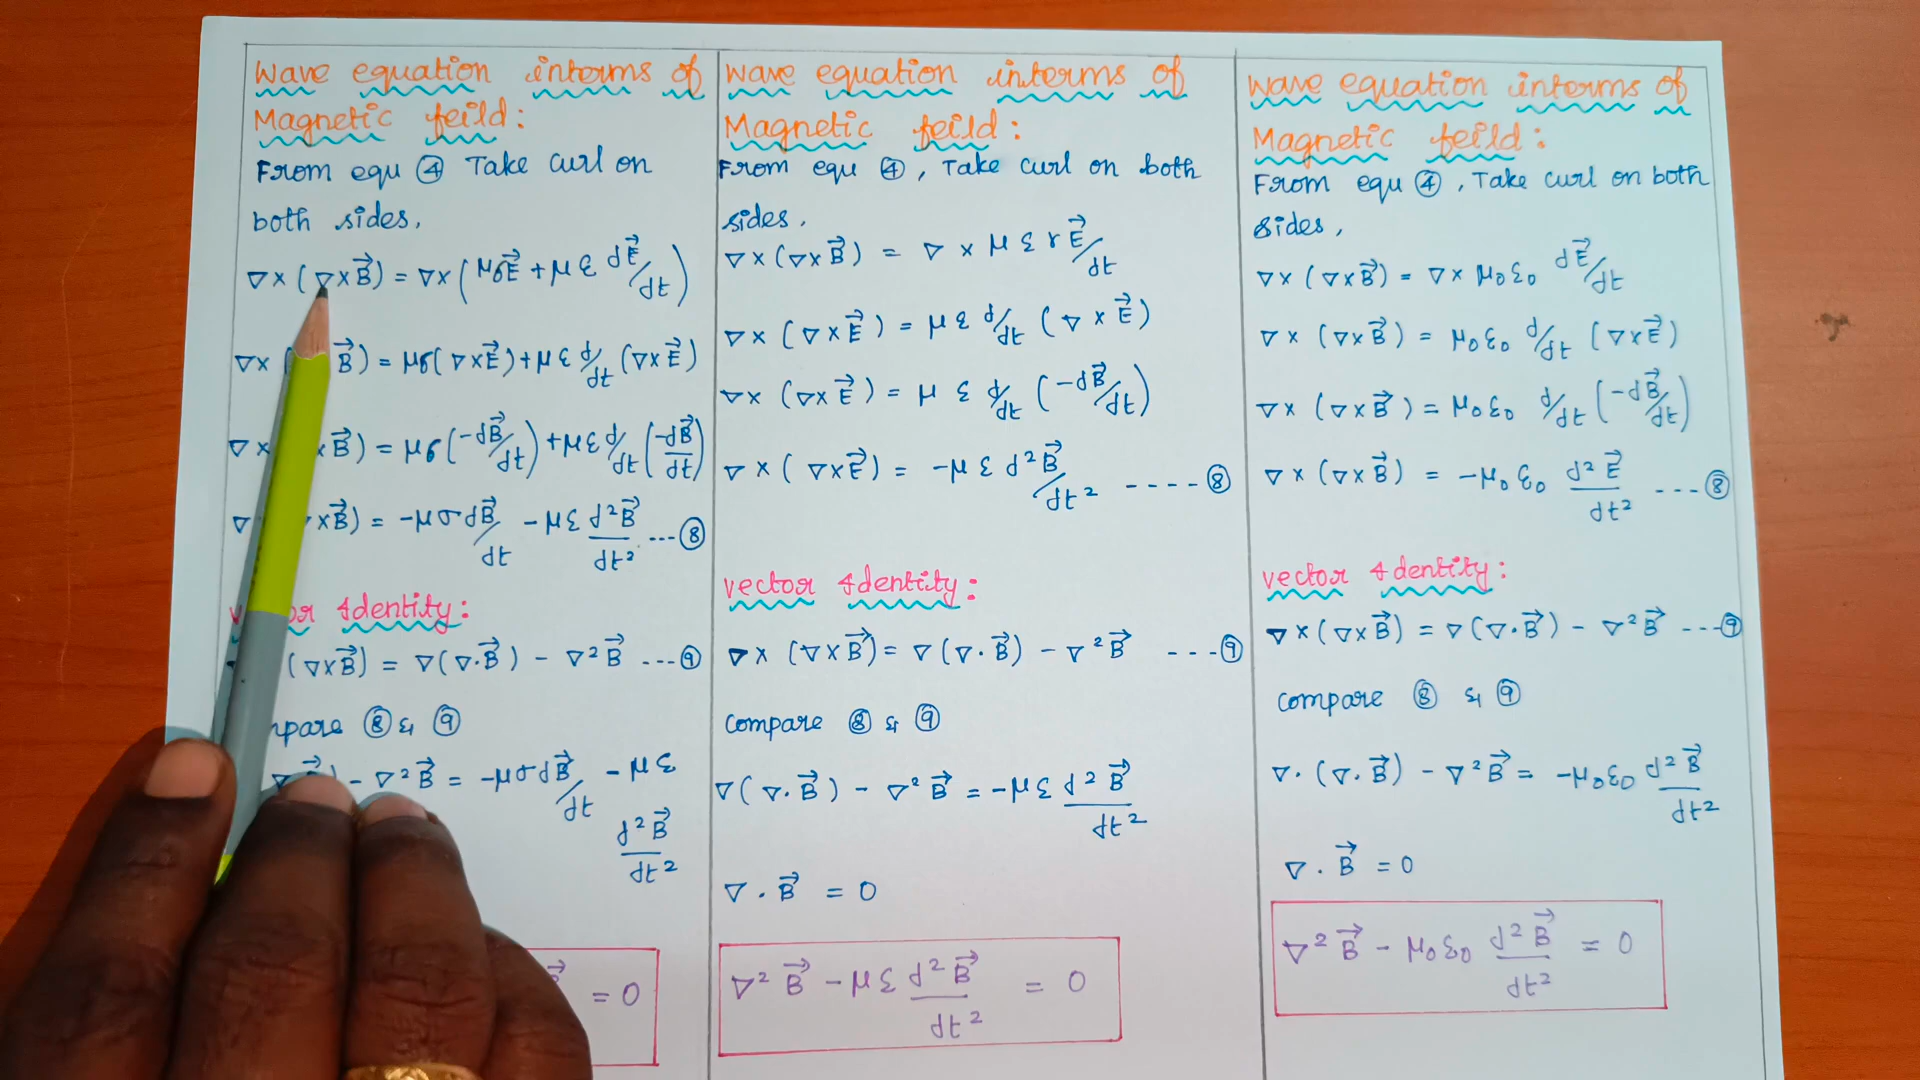 Wave equation interms of
Magnetic feild:
From equ ④ Take curl on
both sides,
∇×(∇×B⃗) = ∇×(μσE⃗ + με dE⃗/dt)
∇×( B⃗) = μσ(∇×E⃗) + με d/dt (∇×E⃗)
∇× ×B⃗) = μσ(-dB⃗/dt) + με d/dt (-dB⃗/dt)
∇ ×B⃗) = -μσ dB⃗/dt - με d²B⃗/dt² ---⑧
or Identity:
(∇×B⃗) = ∇(∇.B⃗) - ∇²B⃗ ---⑨
mpare ⑧ & ⑨
) - ∇²B⃗ = -μσ dB⃗/dt - με
d²B⃗/dt²
= 0
Wave equation interms of
Magnetic feild:
From equ ④, Take curl on both
sides,
∇×(∇×B⃗) = ∇ × μ ε r E⃗/dt
∇×(∇×E⃗) = με d/dt (∇×E⃗)
∇× (∇×E⃗) = μ ε d/dt (-dB⃗/dt)
∇ × (∇×E⃗) = -μ ε d²B⃗/dt² ----⑧
vector Identity:
∇× (∇×B⃗) = ∇(∇.B⃗) - ∇²B⃗ ---⑨
compare ⑧ & ⑨
∇(∇.B⃗) - ∇²B⃗ = -με d²B⃗/dt²
∇.B⃗ = 0
∇²B⃗ - με d²B⃗/dt² = 0
Wave equation interms of
Magnetic feild:
From equ ④, Take curl on both
sides,
∇× (∇×B⃗) = ∇× μ₀ε₀ dE⃗/dt
∇× (∇×B⃗) = μ₀ε₀ d/dt (∇×E⃗)
∇× (∇×B⃗) = μ₀ε₀ d/dt (-dB⃗/dt)
∇× (∇×B⃗) = -μ₀ε₀ d²E⃗/dt² ---⑧
vector Identity:
∇×(∇×B⃗) = ∇(∇.B⃗) - ∇²B⃗ ---⑨
compare ⑧ & ⑨
∇.(∇.B⃗) - ∇²B⃗ = -μ₀ε₀ d²B⃗/dt²
∇.B⃗ = 0
∇²B⃗ - μ₀ε₀ d²B⃗/dt² = 0